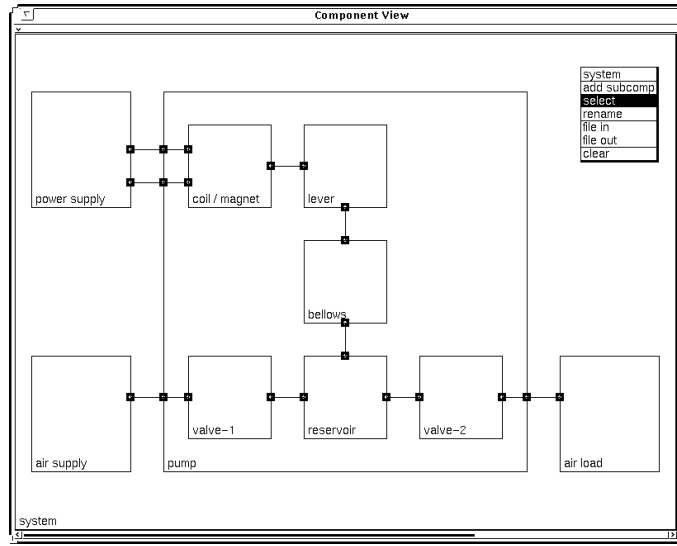 Component View
system
add subcomp
select
rename
file in
file out
clear
power supply
coil / magnet
lever
bellows
valve-1
reservoir
valve-2
air supply
pump
air load
system